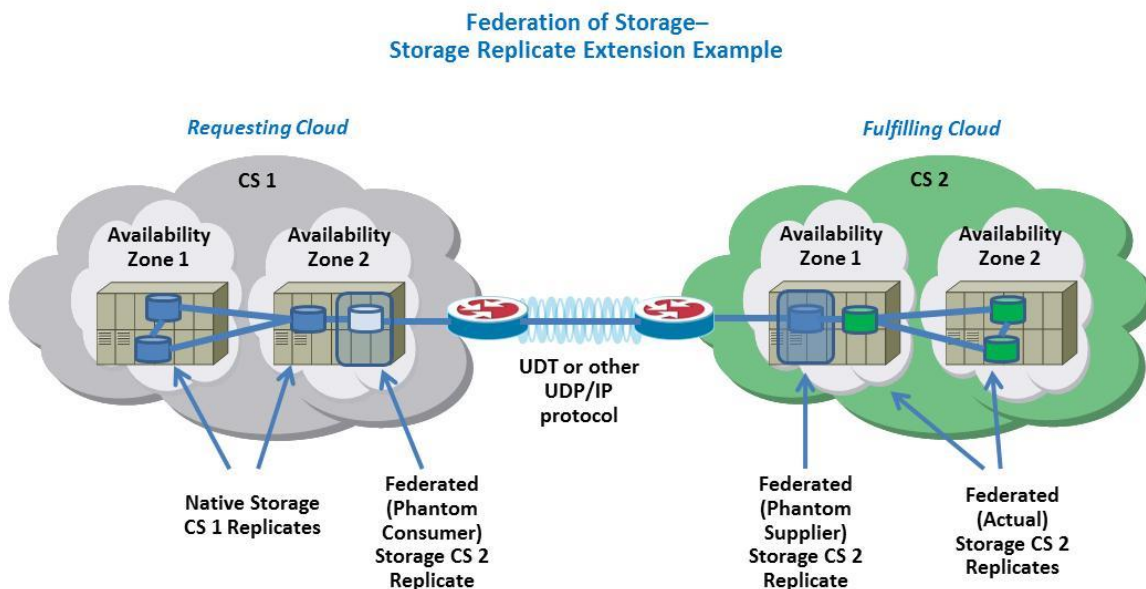 Federation of Storage–
Storage Replicate Extension Example
Requesting Cloud
Fulfilling Cloud
CS 1
CS 2
Availability
Zone 1
Availability
Zone 2
Availability
Zone 1
Availability
Zone 2
UDT or other
UDP/IP
protocol
Native Storage
CS 1 Replicates
Federated
(Phantom
Consumer)
Storage CS 2
Replicate
Federated
(Phantom
Supplier)
Storage CS 2
Replicate
Federated
(Actual)
Storage CS 2
Replicates